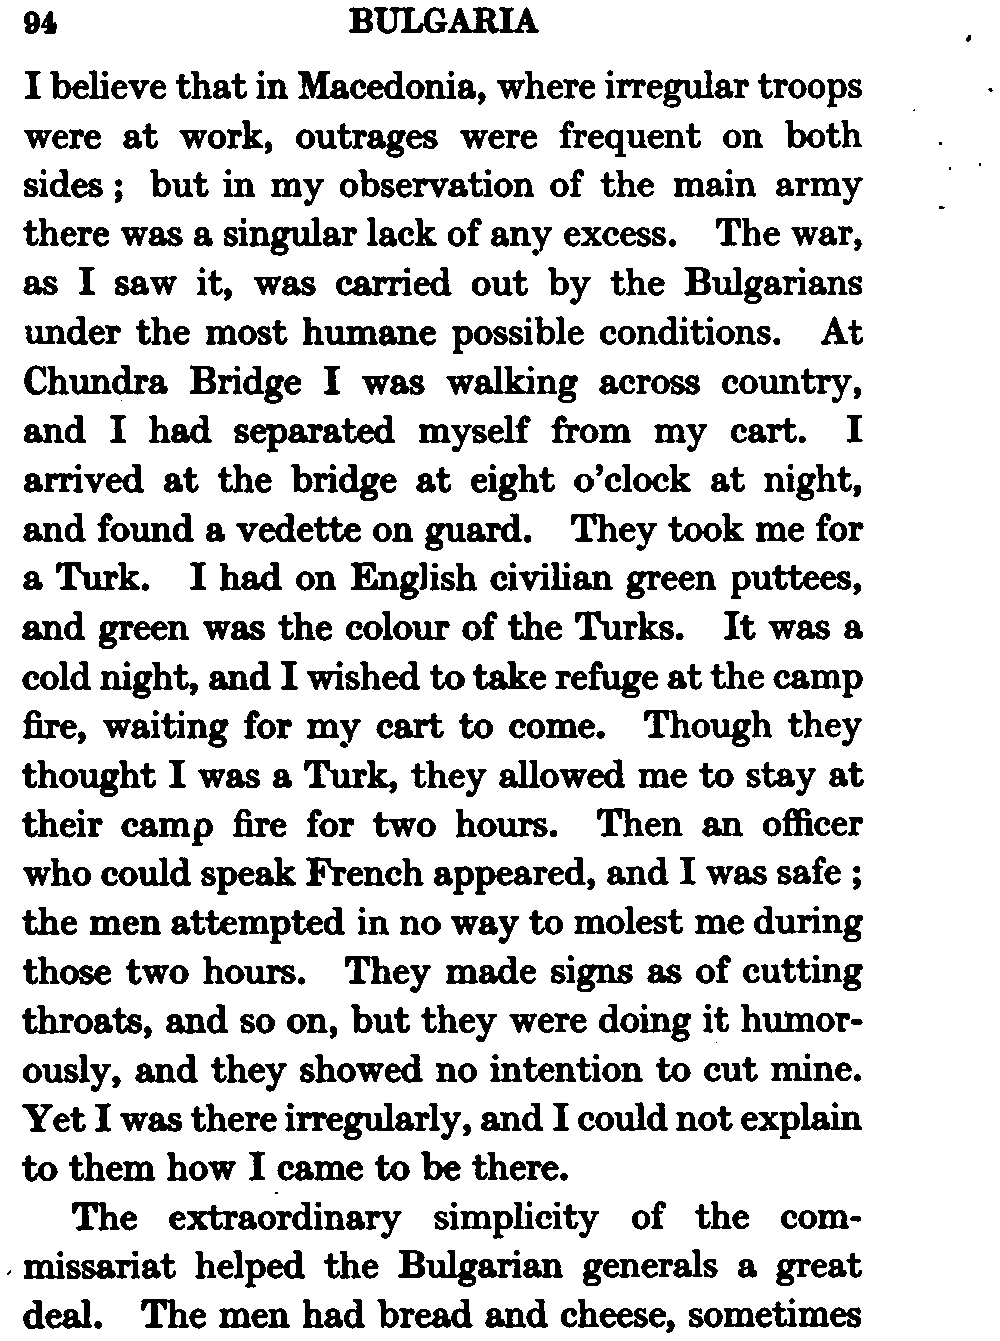 94 BULGARIA
I believe that in Macedonia, where irregular troops
were at work, outrages were frequent on both
sides ; but in my observation of the main army
there was a singular lack of any excess. The war,
as I saw it, was carried out by the Bulgarians
under the most humane possible conditions. At
Chundra Bridge I was walking across country,
and I had separated myself from my cart. I
arrived at the bridge at eight o'clock at night,
and found a vedette on guard. They took me for
a Turk. I had on English civilian green puttees,
and green was the colour of the Turks. It was a
cold night, and I wished to take refuge at the camp
fire, waiting for my cart to come. Though they
thought I was a Turk, they allowed me to stay at
their camp fire for two hours. Then an officer
who could speak French appeared, and I was safe ;
the men attempted in no way to molest me during
those two hours. They made signs as of cutting
throats, and so on, but they were doing it humor-
ously, and they showed no intention to cut mine.
Yet I was there irregularly, and I could not explain
to them how I came to be there.
The extraordinary simplicity of the com-
missariat helped the Bulgarian generals a great
deal. The men had bread and cheese, sometimes